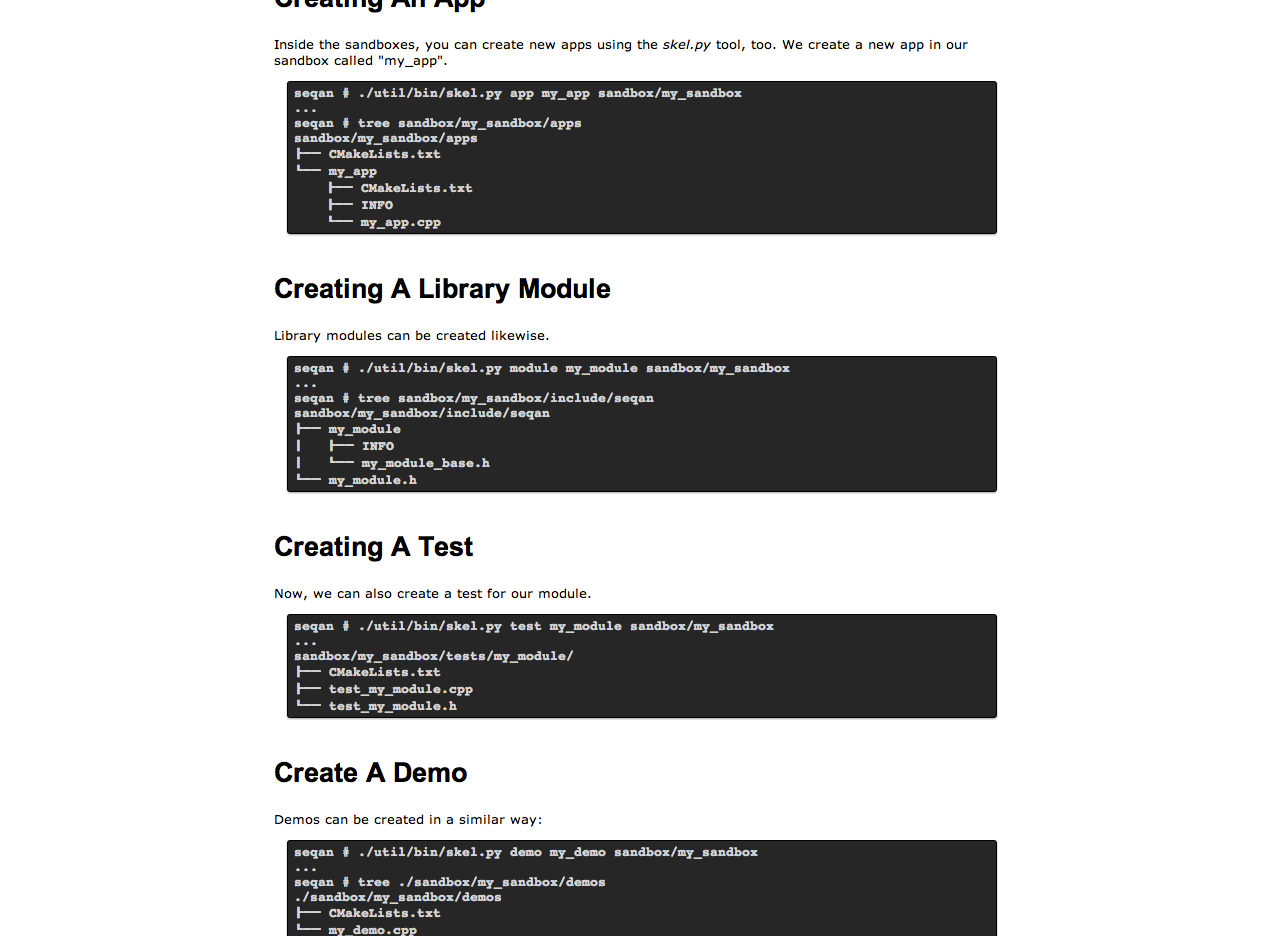 Creating An App
Inside the sandboxes, you can create new apps using the skel.py tool, too. We create a new app in our
sandbox called "my_app".
seqan # ./util/bin/skel.py app my_app sandbox/my_sandbox
...
seqan # tree sandbox/my_sandbox/apps
sandbox/my_sandbox/apps
├── CMakeLists.txt
└── my_app
    ├── CMakeLists.txt
    ├── INFO
    └── my_app.cpp
Creating A Library Module
Library modules can be created likewise.
seqan # ./util/bin/skel.py module my_module sandbox/my_sandbox
...
seqan # tree sandbox/my_sandbox/include/seqan
sandbox/my_sandbox/include/seqan
├── my_module
│   ├── INFO
│   └── my_module_base.h
└── my_module.h
Creating A Test
Now, we can also create a test for our module.
seqan # ./util/bin/skel.py test my_module sandbox/my_sandbox
...
sandbox/my_sandbox/tests/my_module/
├── CMakeLists.txt
├── test_my_module.cpp
└── test_my_module.h
Create A Demo
Demos can be created in a similar way:
seqan # ./util/bin/skel.py demo my_demo sandbox/my_sandbox
...
seqan # tree ./sandbox/my_sandbox/demos
./sandbox/my_sandbox/demos
├── CMakeLists.txt
└── my_demo.cpp